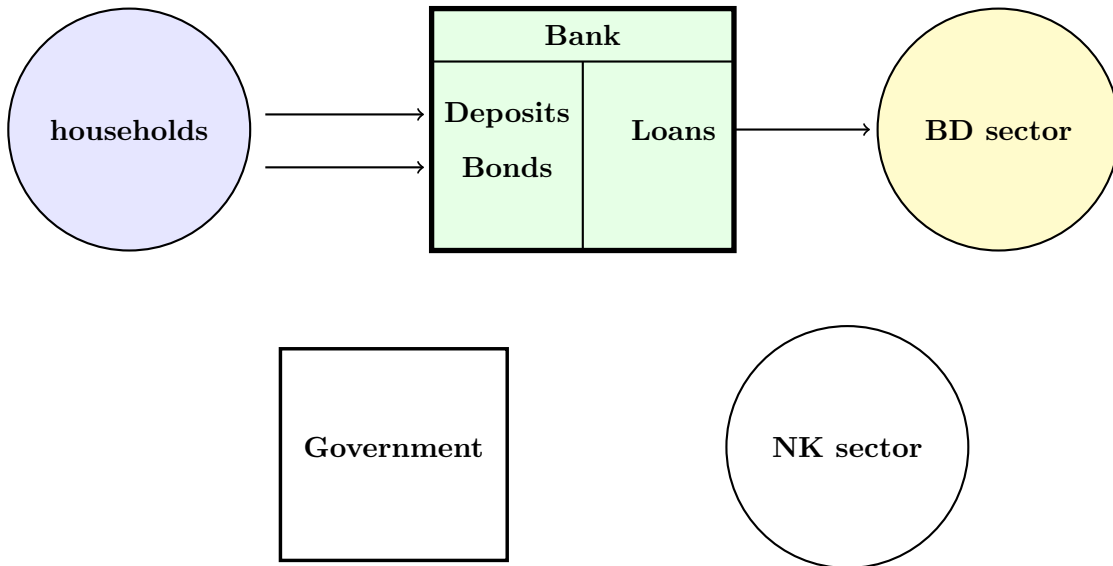 Bank
households
Deposits
Bonds
Loans
BD sector
Government
NK sector